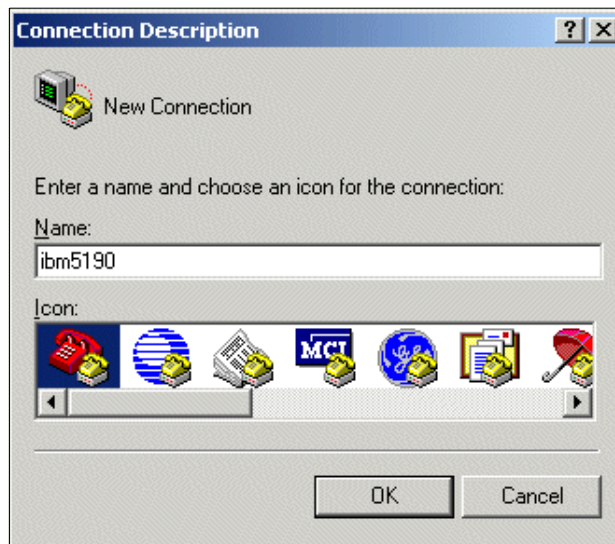 Connection Description
New Connection
Enter a name and choose an icon for the connection:
Name:
ibm5190
Icon:
MCI
OK
Cancel